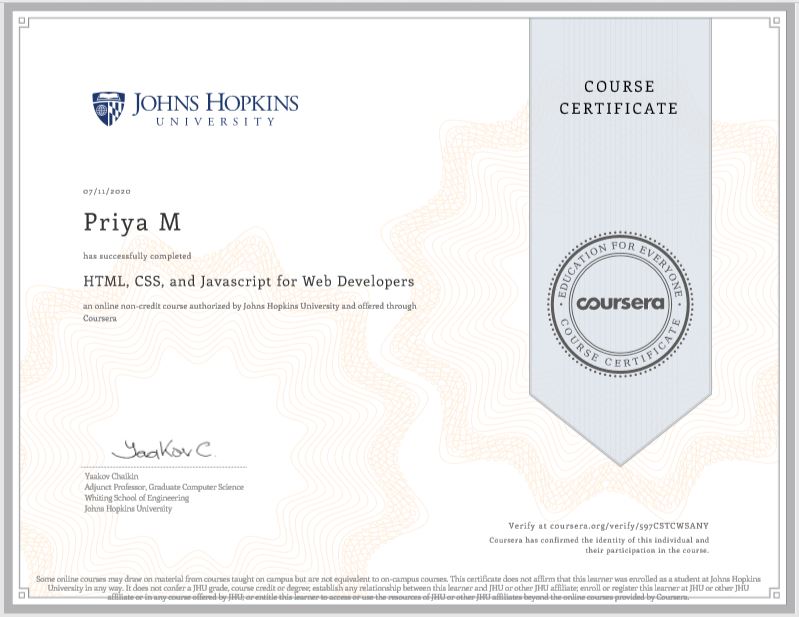 JOHNS HOPKINS
UNIVERSITY
COURSE
CERTIFICATE
07/11/2020
Priya M
has successfully completed
HTML, CSS, and Javascript for Web Developers
an online non-credit course authorized by Johns Hopkins University and offered through
Coursera
EDUCATION FOR EVERYONE
coursera
COURSE CERTIFICATE
Yaakov C.
Yaakov Chaikin
Adjunct Professor, Graduate Computer Science
Whiting School of Engineering
Johns Hopkins University
Verify at coursera.org/verify/597CSTCWSANY
Coursera has confirmed the identity of this individual and
their participation in the course.
Some online courses may draw on material from courses taught on campus but are not equivalent to on-campus courses. This certificate does not affirm that this learner was enrolled as a student at Johns Hopkins
University in any way. It does not confer a JHU grade, course credit or degree, establish any relationship between this learner and JHU or other JHU affiliate; enroll or register this learner at JHU or other JHU
affiliate or in any course offered by JHU; or entitle this learner to access or use the resources of JHU or other JHU affiliates beyond the online courses provided by Coursera.